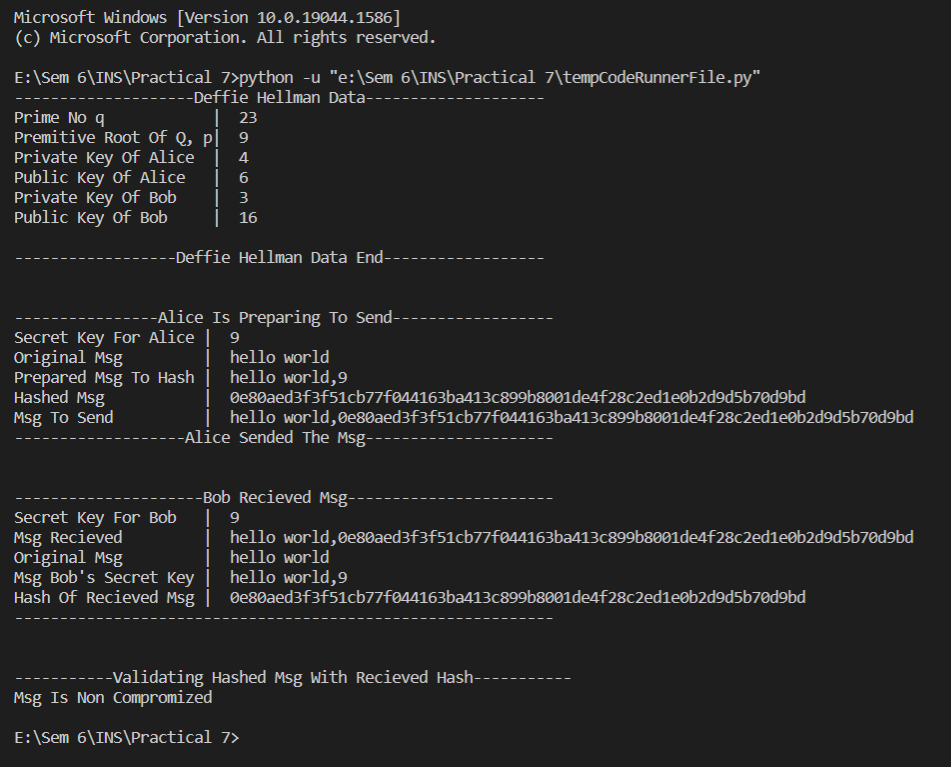 Microsoft Windows [Version 10.0.19044.1586]
(c) Microsoft Corporation. All rights reserved.
E:\Sem 6\INS\Practical 7>python -u "e:\Sem 6\INS\Practical 7\tempCodeRunnerFile.py"
--------------------Deffie Hellman Data--------------------
Prime No q            |  23
Premitive Root Of Q, p|  9
Private Key Of Alice  |  4
Public Key Of Alice   |  6
Private Key Of Bob    |  3
Public Key Of Bob     |  16
------------------Deffie Hellman Data End------------------
----------------Alice Is Preparing To Send------------------
Secret Key For Alice |  9
Original Msg         |  hello world
Prepared Msg To Hash |  hello world,9
Hashed Msg           |  0e80aed3f3f51cb77f044163ba413c899b8001de4f28c2ed1e0b2d9d5b70d9bd
Msg To Send          |  hello world,0e80aed3f3f51cb77f044163ba413c899b8001de4f28c2ed1e0b2d9d5b70d9bd
-------------------Alice Sended The Msg---------------------
---------------------Bob Recieved Msg-----------------------
Secret Key For Bob   |  9
Msg Recieved         |  hello world,0e80aed3f3f51cb77f044163ba413c899b8001de4f28c2ed1e0b2d9d5b70d9bd
Original Msg         |  hello world
Msg Bob's Secret Key |  hello world,9
Hash Of Recieved Msg |  0e80aed3f3f51cb77f044163ba413c899b8001de4f28c2ed1e0b2d9d5b70d9bd
------------------------------------------------------------
-----------Validating Hashed Msg With Recieved Hash-----------
Msg Is Non Compromized
E:\Sem 6\INS\Practical 7>